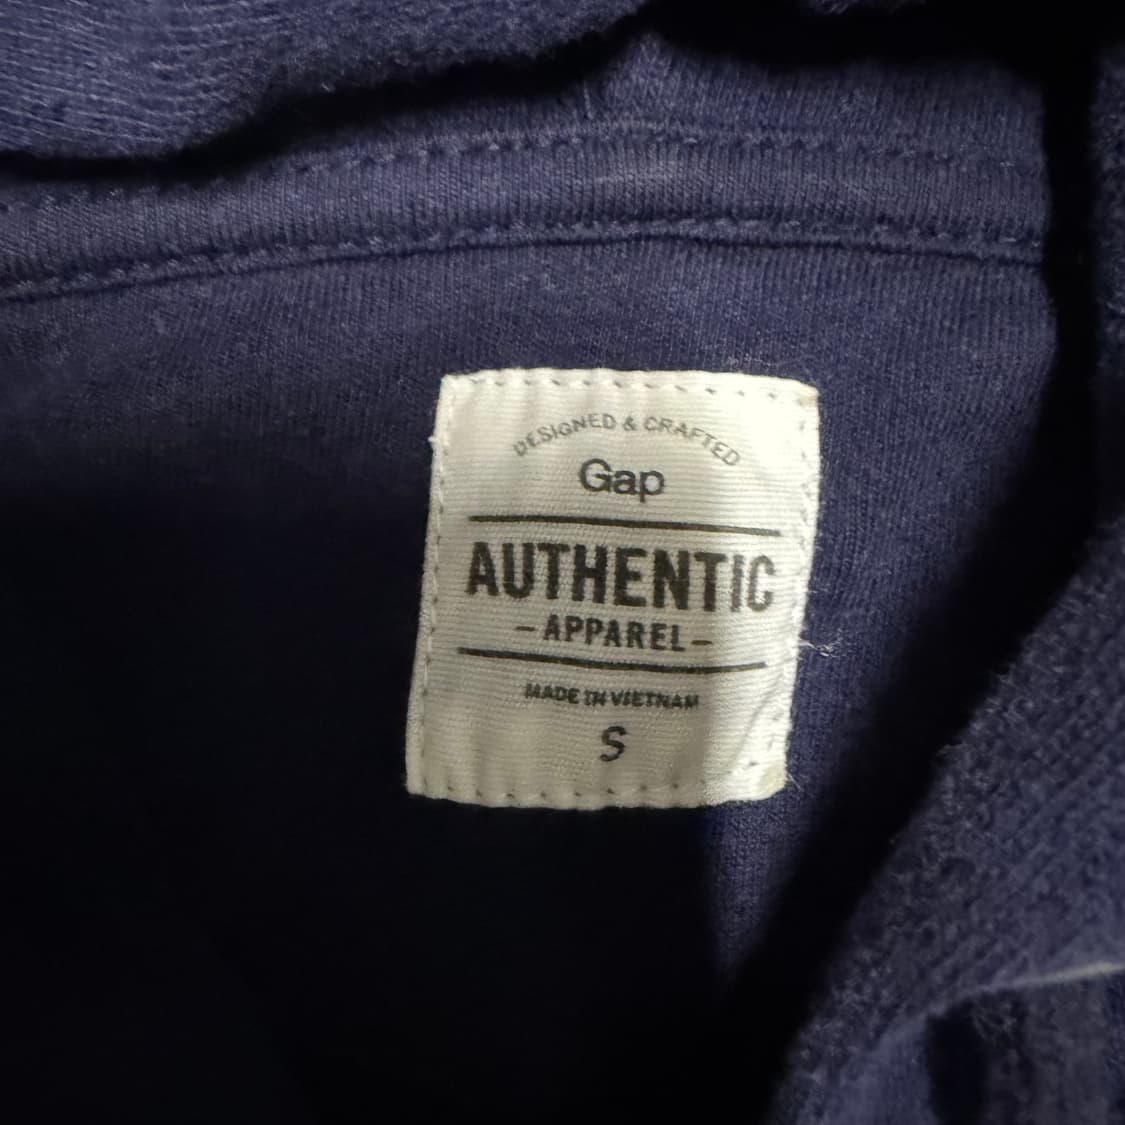 DESIGNED & CRAFTED
Gap
AUTHENTIC
- APPAREL -
MADE IN VIETNAM
S